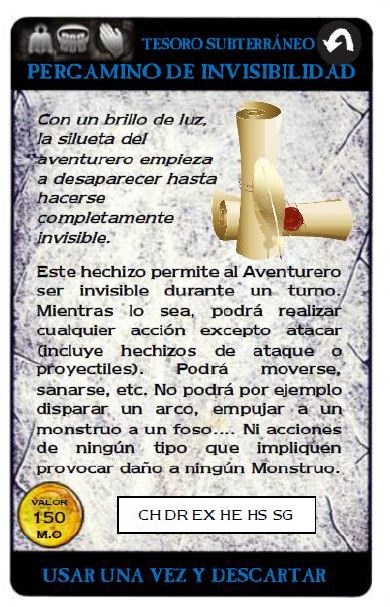 TESORO SUBTERRÁNEO
PERGAMINO DE INVISIBILIDAD
Con un brillo de luz,
la silueta del
aventurero empieza
a desaparecer hasta
hacerse
completamente
invisible.
Este hechizo permite al Aventurero
ser invisible durante un turno.
Mientras lo sea, podrá realizar
cualquier acción excepto atacar
(incluye hechizos de ataque o
proyectiles). Podrá moverse,
sanarse, etc. No podrá por ejemplo
disparar un arco, empujar a un
monstruo a un foso.... Ni acciones
de ningún tipo que impliquen
provocar daño a ningún Monstruo.
VALOR
150
M.O
CH DR EX HE HS SG
USAR UNA VEZ Y DESCARTAR